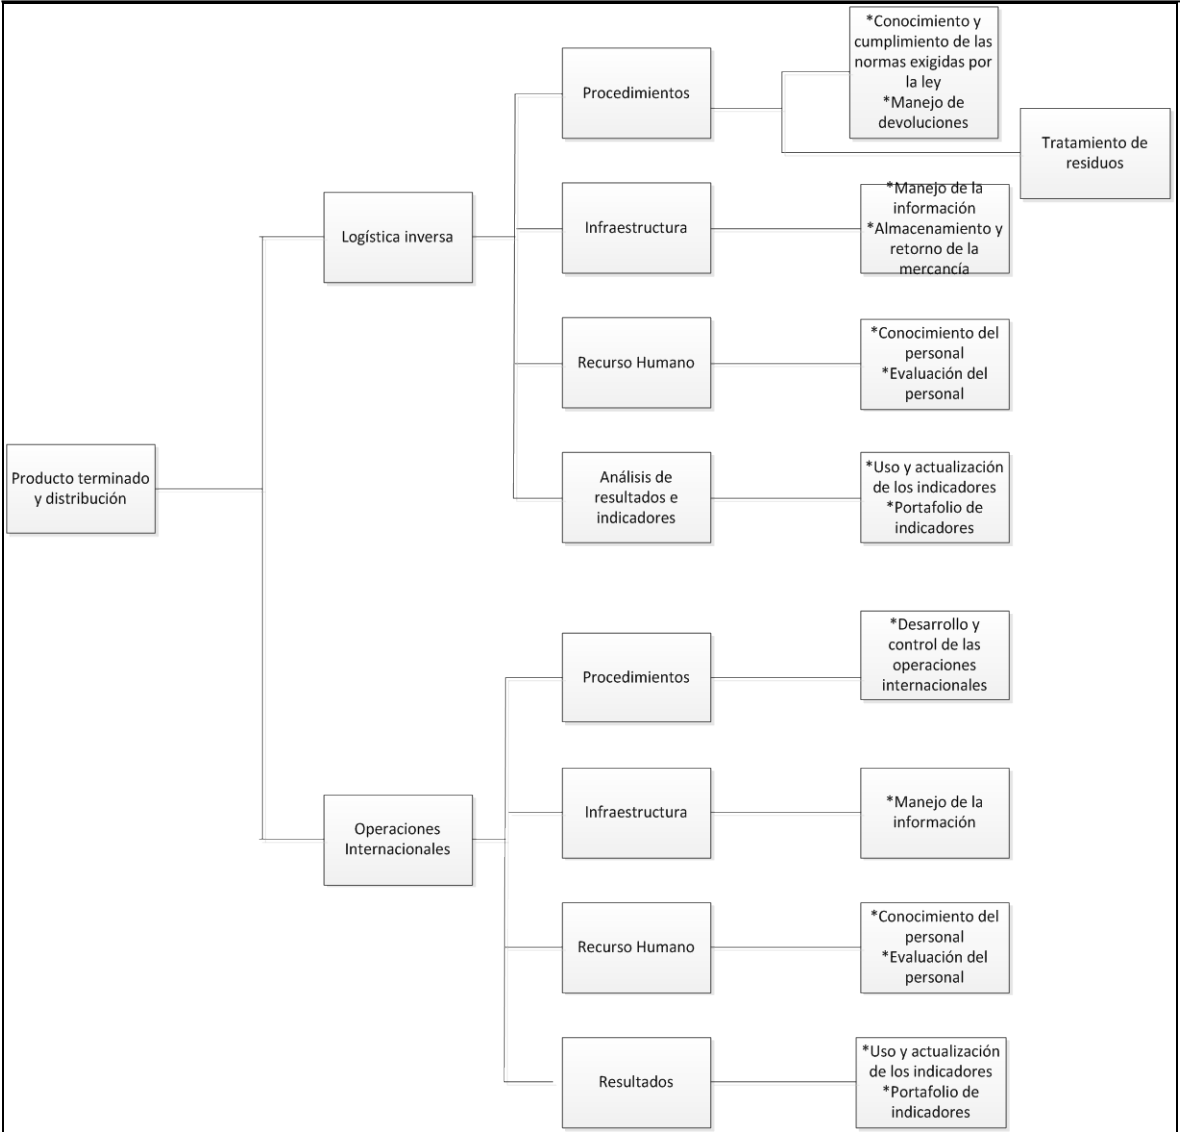 Producto terminado
y distribución
Logística inversa
Procedimientos
*Conocimiento y
cumplimiento de las
normas exigidas por
la ley
*Manejo de
devoluciones
Tratamiento de
residuos
Infraestructura
*Manejo de la
información
*Almacenamiento y
retorno de la
mercancía
Recurso Humano
*Conocimiento del
personal
*Evaluación del
personal
Análisis de
resultados e
indicadores
*Uso y actualización
de los indicadores
*Portafolio de
indicadores
Operaciones
Internacionales
Procedimientos
*Desarrollo y
control de las
operaciones
internacionales
Infraestructura
*Manejo de la
información
Recurso Humano
*Conocimiento del
personal
*Evaluación del
personal
Resultados
*Uso y actualización
de los indicadores
*Portafolio de
indicadores